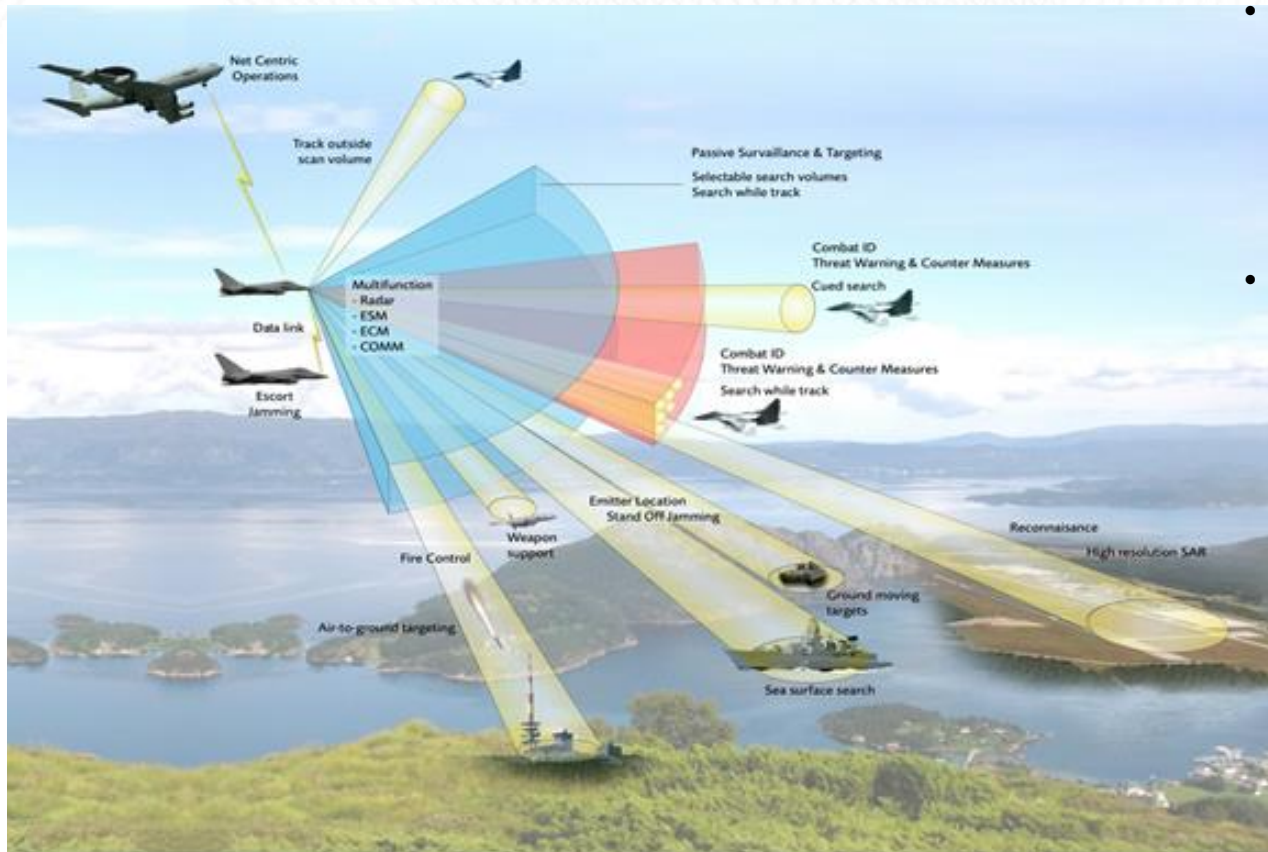 Net Centric
Operations
Track outside
scan volume
Passive Survaillance & Targeting
Selectable search volumes
Search while track
Combat ID
Threat Warning & Counter Measures
Cued search
Multifunction
- Radar
- ESM
- ECM
- COMM
Data link
Combat ID
Threat Warning & Counter Measures
Search while track
Escort
Jamming
Emitter Location
Stand Off Jamming
Weapon
support
Reconnaisance
High resolution SAR
Fire Control
Ground moving
targets
Air-to-ground targeting
Sea surface search